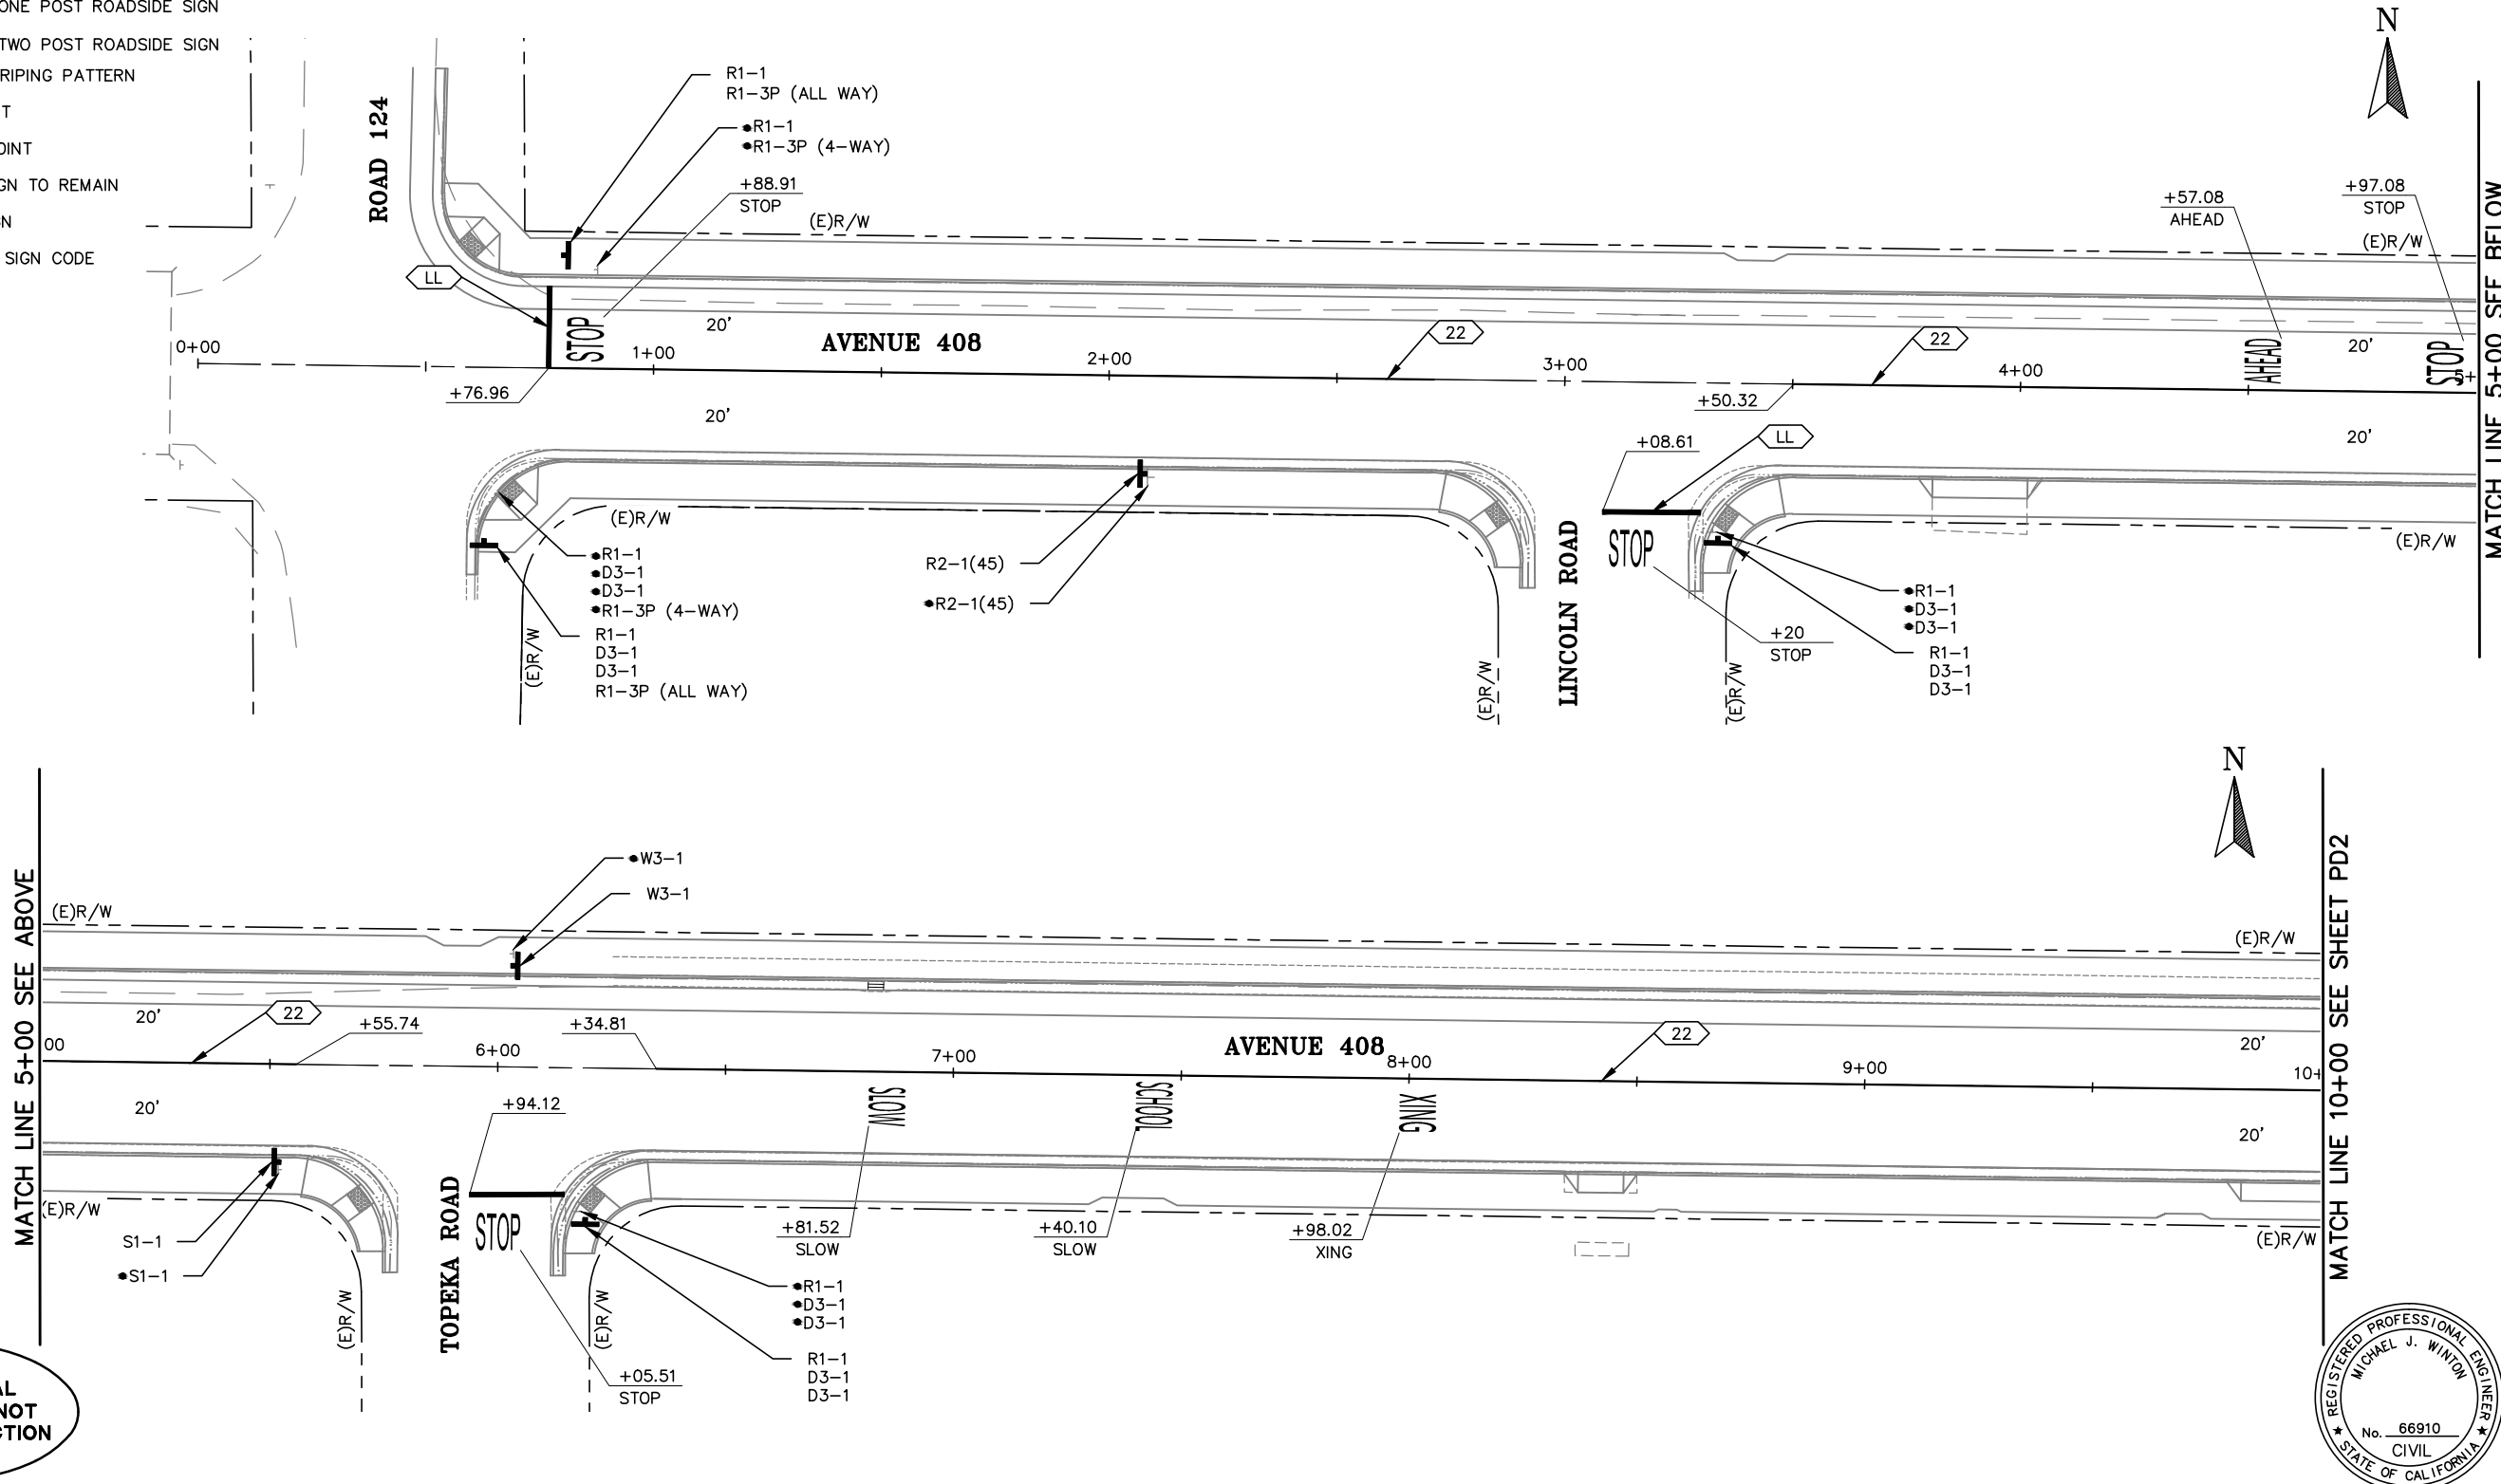 ONE POST ROADSIDE SIGN
TWO POST ROADSIDE SIGN
RIPING PATTERN
T
OINT
GN TO REMAIN
GN
SIGN CODE
ROAD 124
R1-1
R1-3P (ALL WAY)
●R1-1
●R1-3P (4-WAY)
+88.91
STOP
(E)R/W
+57.08
AHEAD
+97.08
STOP
(E)R/W
N
MATCH LINE 5+00 SEE BELOW
LL
STOP
20'
AVENUE 408
22
22
AHEAD
20'
STOP
0+00
1+00
2+00
3+00
4+00
5+
+76.96
20'
+50.32
20'
+08.61
LL
(E)R/W
●R1-1
●D3-1
●D3-1
●R1-3P (4-WAY)
R1-1
D3-1
D3-1
R1-3P (ALL WAY)
(E)R/W
R2-1(45)
●R2-1(45)
(E)R/W
LINCOLN ROAD
STOP
+20
STOP
(E)R/W
●R1-1
●D3-1
●D3-1
R1-1
D3-1
D3-1
(E)R/W
N
MATCH LINE 5+00 SEE ABOVE
(E)R/W
●W3-1
W3-1
(E)R/W
MATCH LINE 10+00 SEE SHEET PD2
20'
22
+55.74
+34.81
AVENUE 408
22
20'
00
6+00
7+00
8+00
9+00
10+
20'
+94.12
SLOW
SCHOOL
XING
20'
(E)R/W
S1-1
●S1-1
(E)R/W
TOPEKA ROAD
STOP
+05.51
STOP
(E)R/W
●R1-1
●D3-1
●D3-1
R1-1
D3-1
D3-1
+81.52
SLOW
+40.10
SLOW
+98.02
XING
(E)R/W
AL
NOT
CTION
REGISTERED PROFESSIONAL ENGINEER
MICHAEL J. WINTON
No. 66910
CIVIL
STATE OF CALIFORNIA